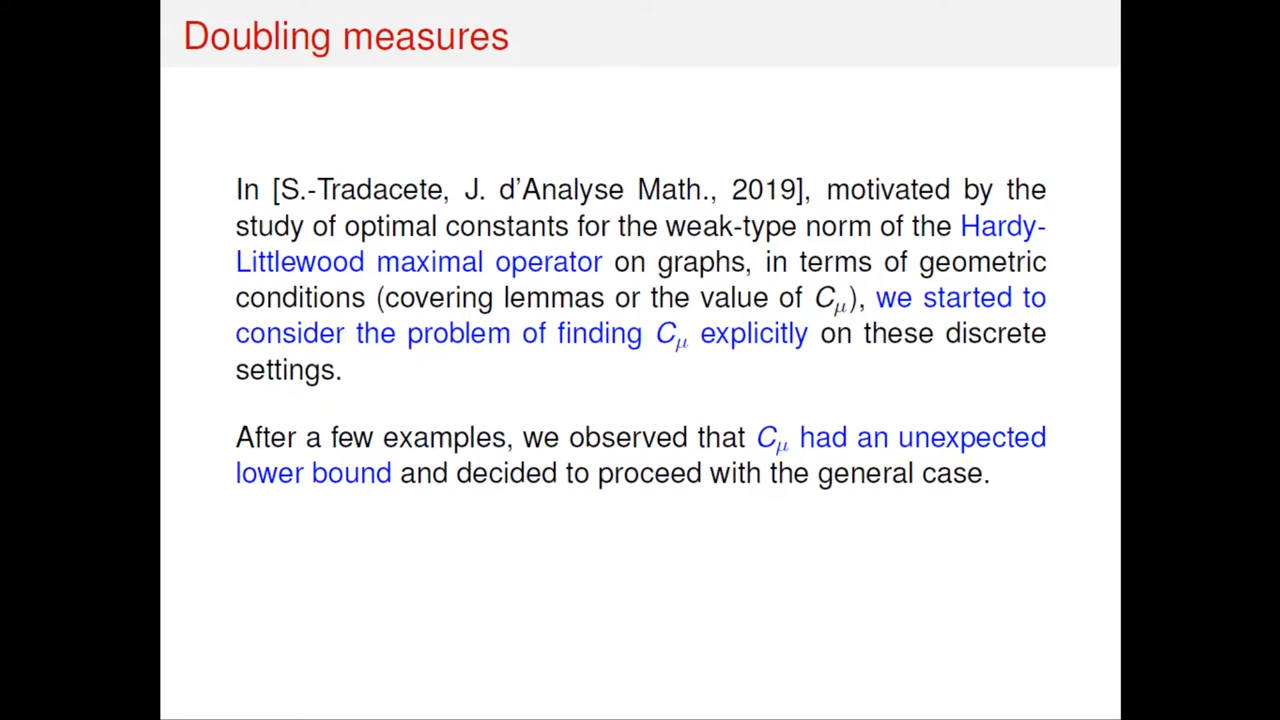 Doubling measures
In [S.-Tradacete, J. d'Analyse Math., 2019], motivated by the
study of optimal constants for the weak-type norm of the Hardy-
Littlewood maximal operator on graphs, in terms of geometric
conditions (covering lemmas or the value of Cμ), we started to
consider the problem of finding Cμ explicitly on these discrete
settings.
After a few examples, we observed that Cμ had an unexpected
lower bound and decided to proceed with the general case.